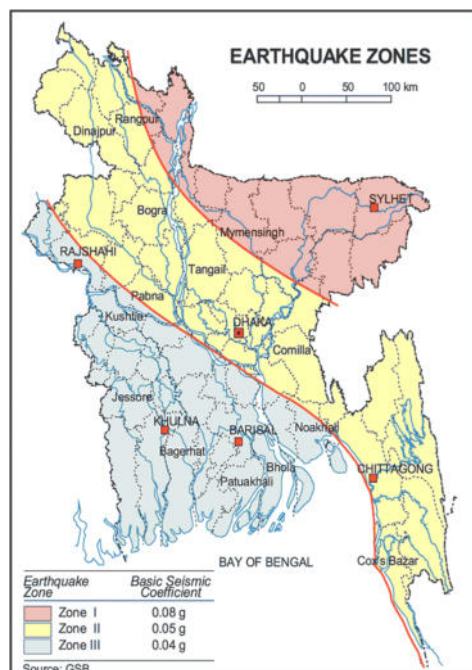 EARTHQUAKE ZONES
50 0 50 100 km
Rangpur
Dinajpur
SYLHET
Bogra
Mymensingh
RAJSHAHI
Tangail
Pabna
Kushtia
DHAKA
Comilla
Jessore
KHULNA
BARISAL
Noakhali
Bagerhat
Bhola
CHITTAGONG
Patuakhali
BAY OF BENGAL
Cox's Bazar
Earthquake Zone Basic Seismic Coefficient
Zone I 0.08 g
Zone II 0.05 g
Zone III 0.04 g
Source: GSB